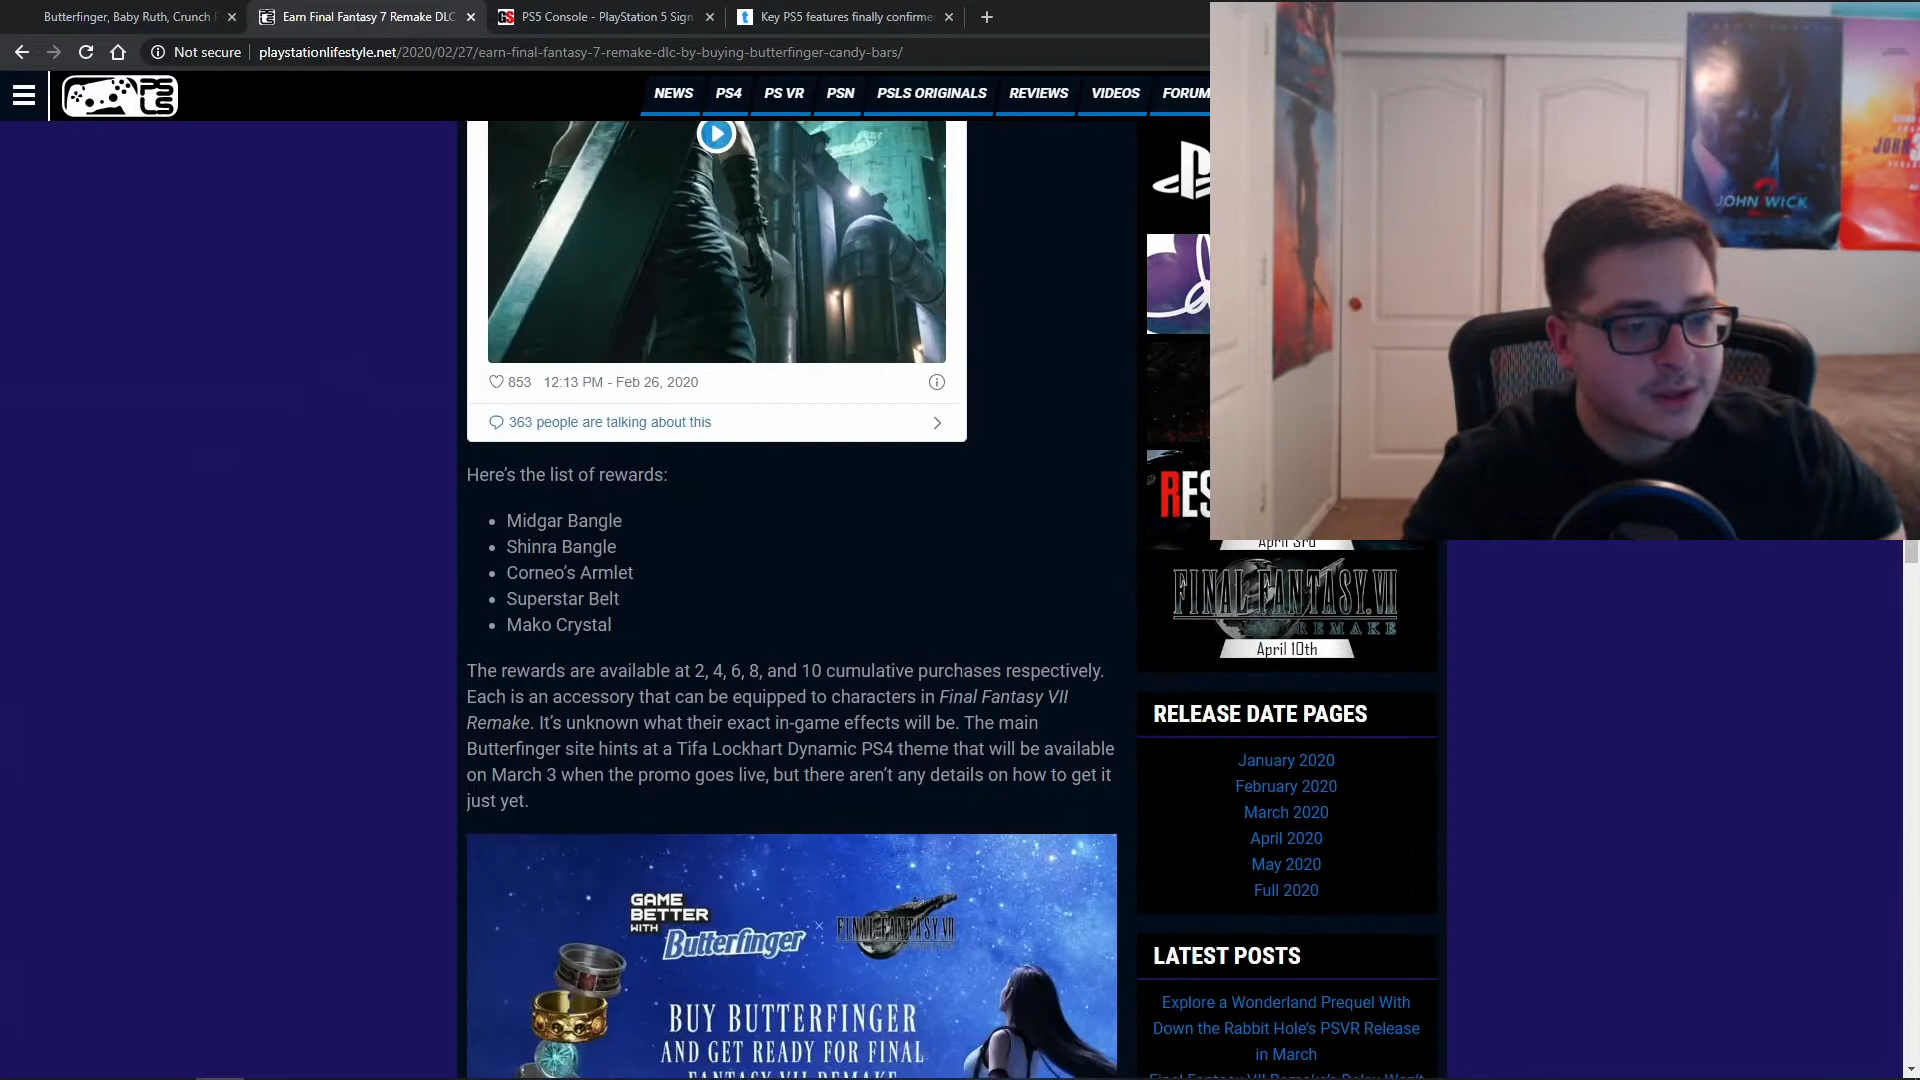 Butterfinger, Baby Ruth, Crunch
Earn Final Fantasy 7 Remake DLC
PS5 Console - PlayStation 5 Sign
Key PS5 features finally confirme
Not secure
playstationlifestyle.net/2020/02/27/earn-final-fantasy-7-remake-dlc-by-buying-butterfinger-candy-bars/
PSLS
NEWS PS4 PS VR PSN PSLS ORIGINALS REVIEWS VIDEOS FORUM
JOHN WICK
JOHN
853 12:13 PM - Feb 26, 2020
363 people are talking about this
Here’s the list of rewards:
• Midgar Bangle
• Shinra Bangle
• Corneo’s Armlet
• Superstar Belt
• Mako Crystal
The rewards are available at 2, 4, 6, 8, and 10 cumulative purchases respectively.
Each is an accessory that can be equipped to characters in Final Fantasy VII
Remake. It’s unknown what their exact in-game effects will be. The main
Butterfinger site hints at a Tifa Lockhart Dynamic PS4 theme that will be available
on March 3 when the promo goes live, but there aren’t any details on how to get it
just yet.
GAME
BETTER
WITH
Butterfinger
×
FINAL FANTASY VII
BUY BUTTERFINGER
AND GET READY FOR FINAL
FANTASY VII REMAKE
RES
April 3rd
FINAL FANTASY VII
REMAKE
April 10th
RELEASE DATE PAGES
January 2020
February 2020
March 2020
April 2020
May 2020
Full 2020
LATEST POSTS
Explore a Wonderland Prequel With
Down the Rabbit Hole’s PSVR Release
in March
Final Fantasy VII Remake’s Delay Won’t